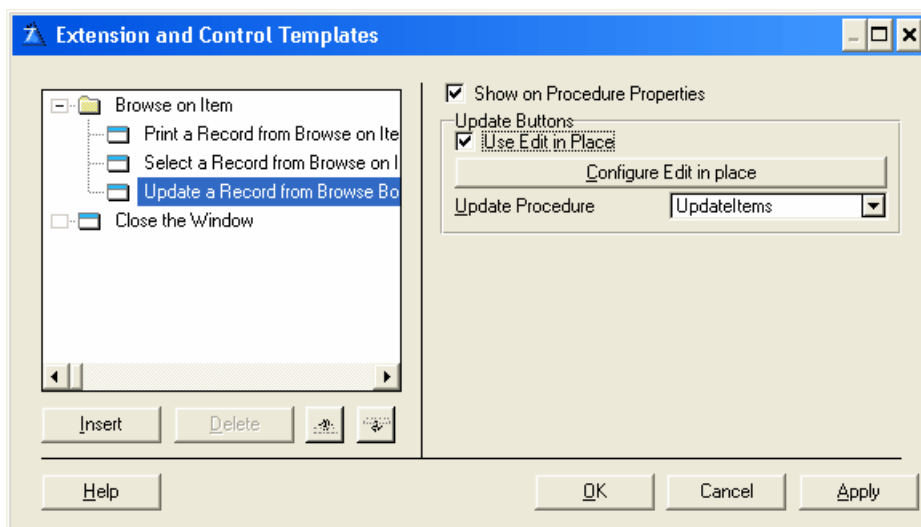 Extension and Control Templates
Browse on Item
Print a Record from Browse on Ite
Select a Record from Browse on I
Update a Record from Browse Bo
Close the Window
Insert
Delete
Show on Procedure Properties
Update Buttons
Use Edit in Place
Configure Edit in place
Update Procedure UpdateItems
Help
OK
Cancel
Apply